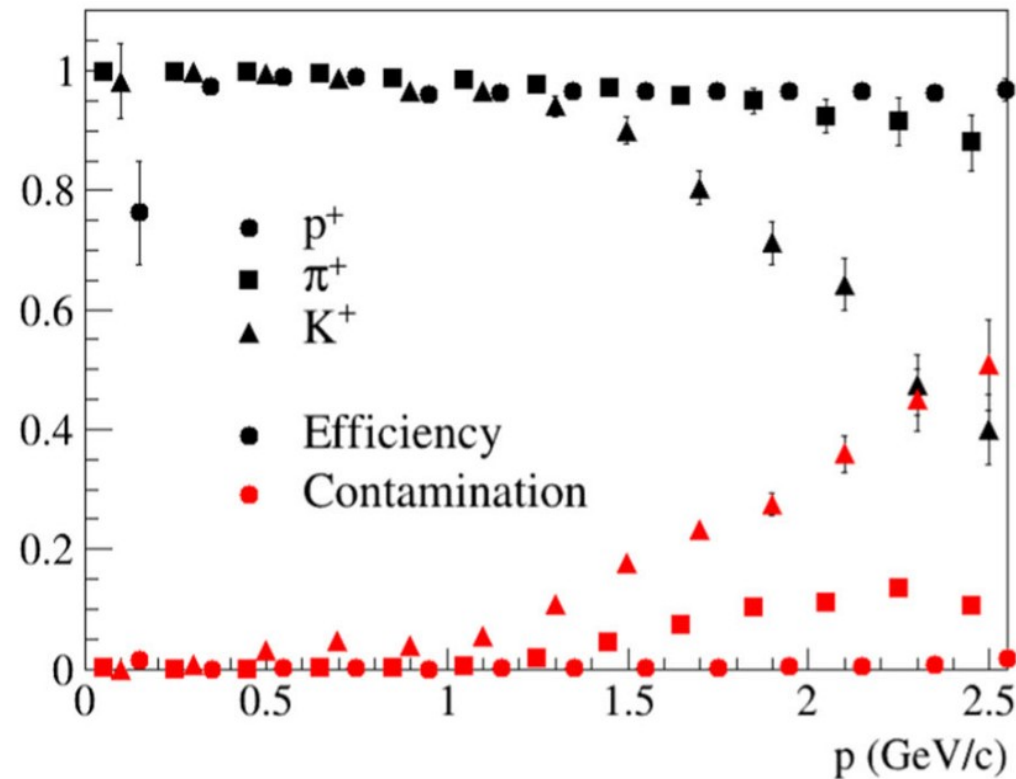 1
0.8
0.6
0.4
0.2
0
p⁺
π⁺
K⁺
Efficiency
Contamination
0 0.5 1 1.5 2 2.5
p (GeV/c)